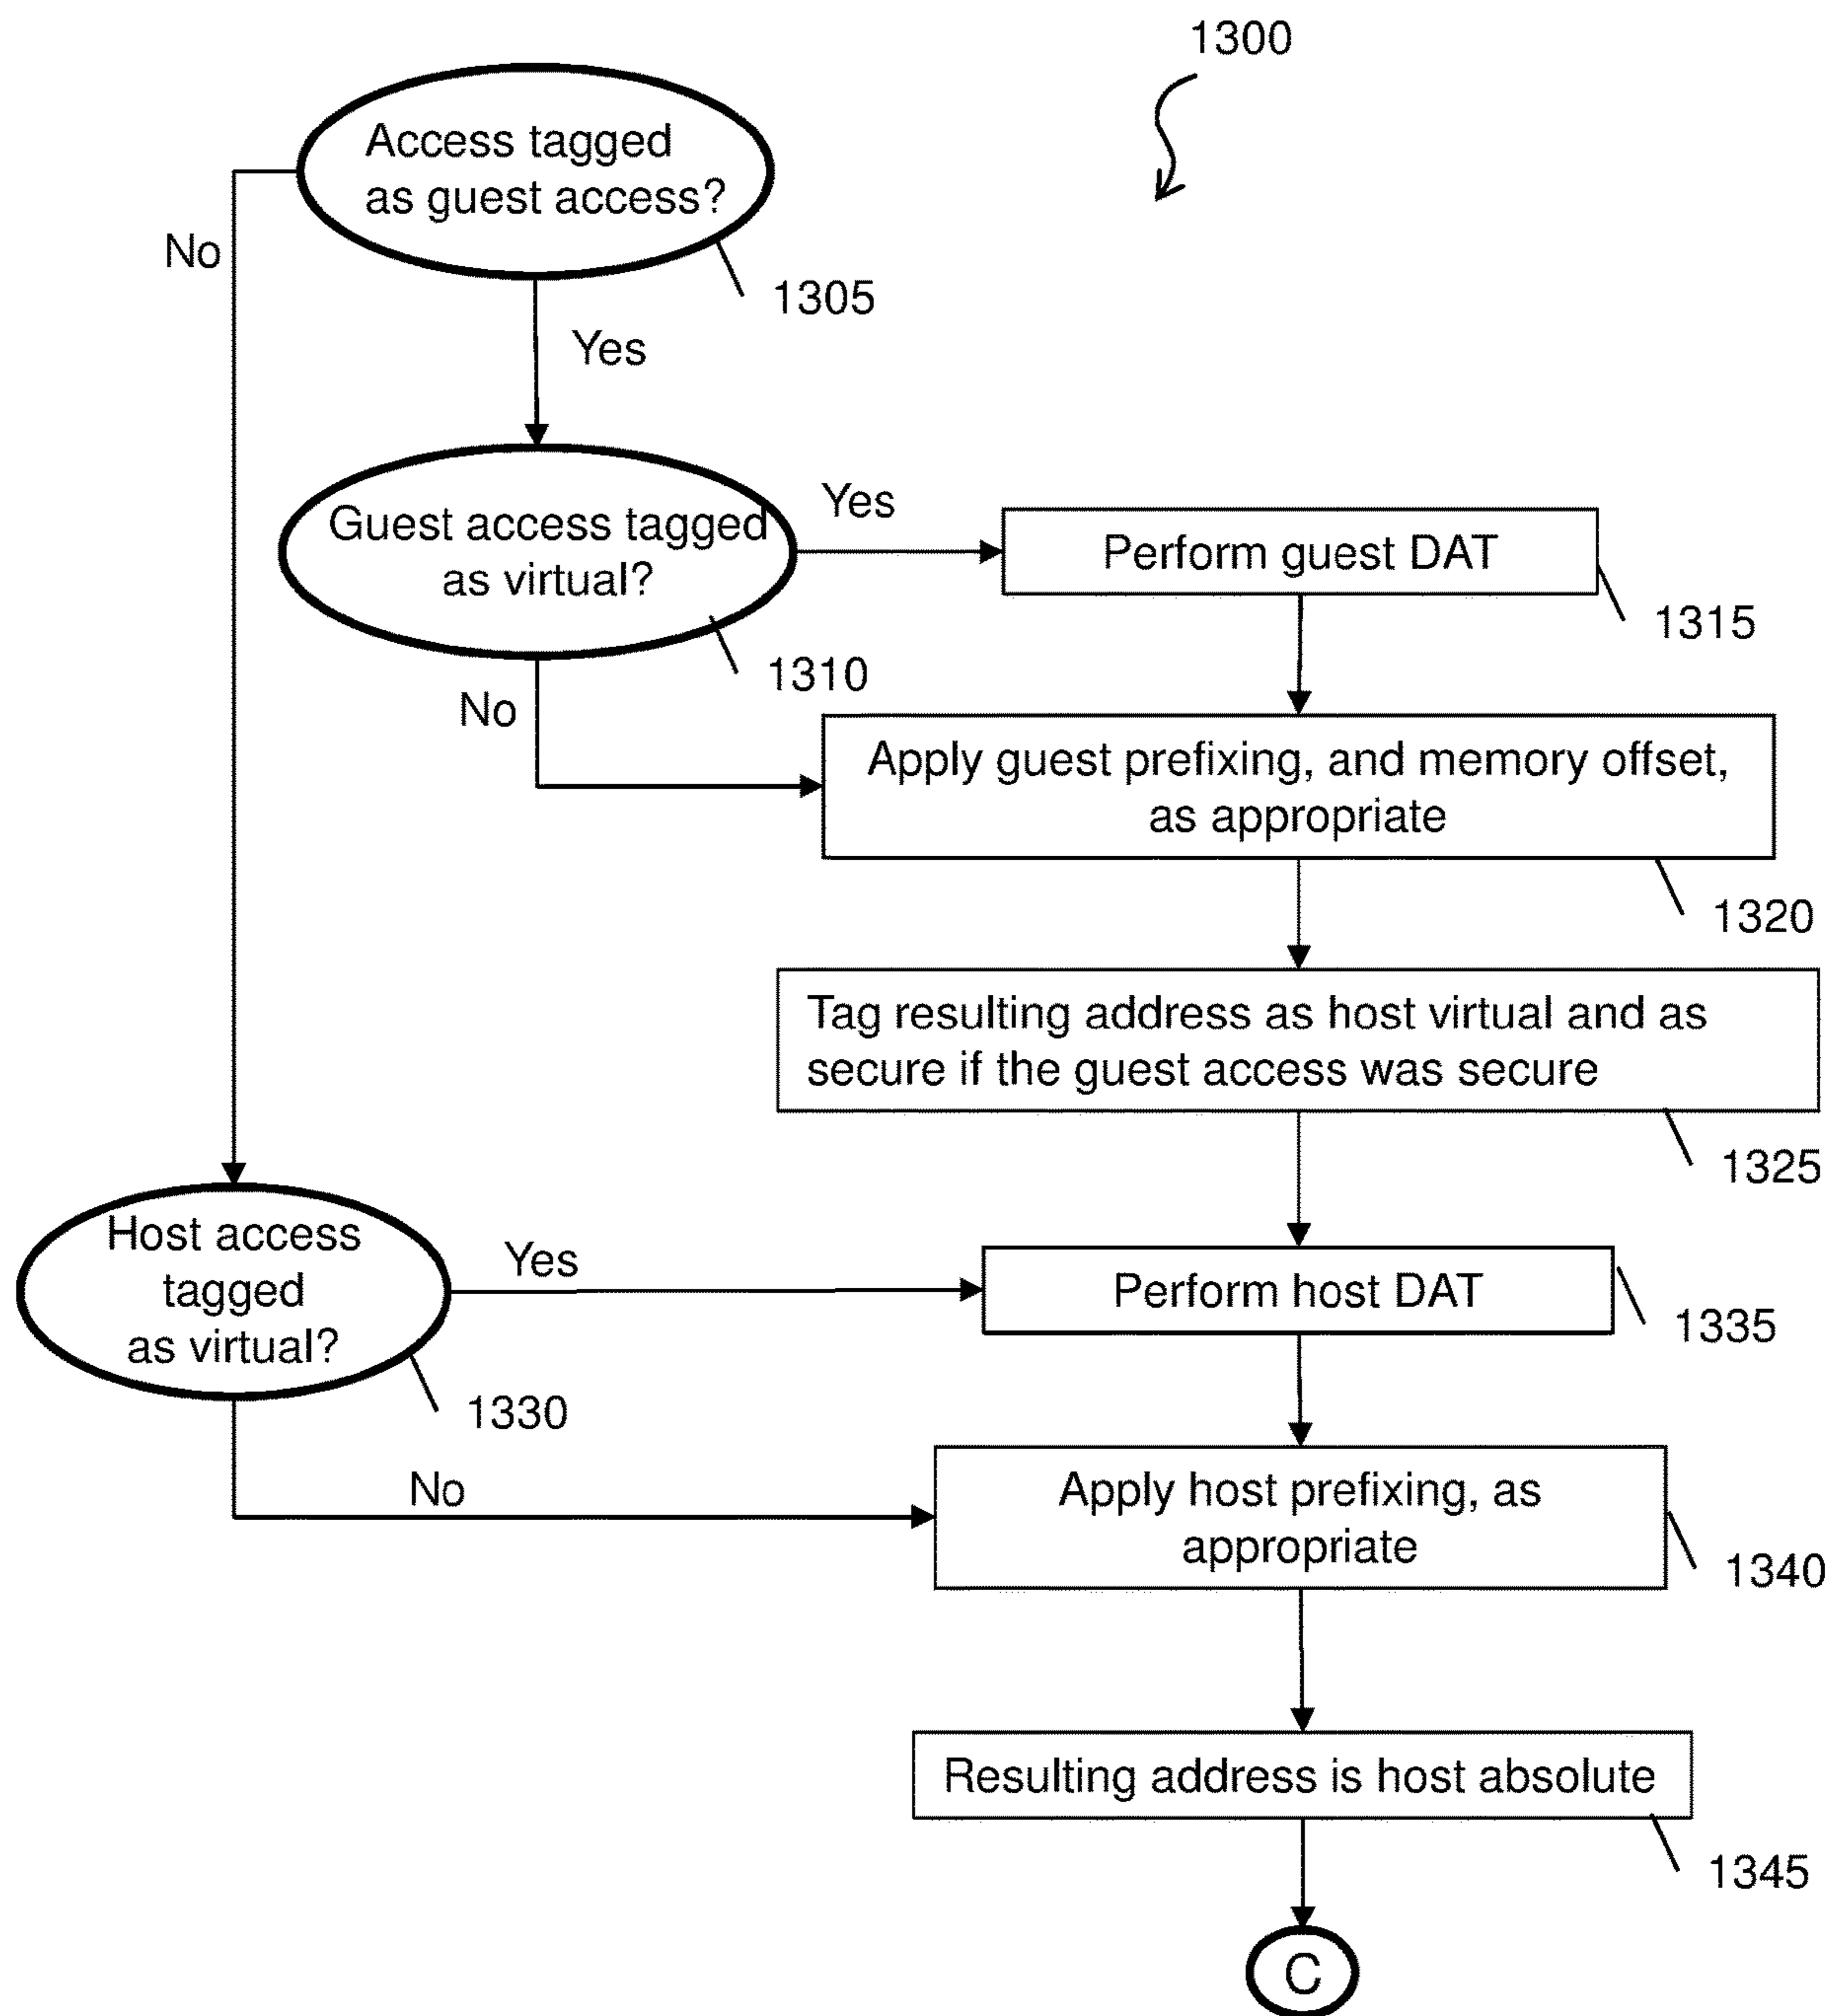 1300
Access tagged
as guest access?
No
1305
Yes
Guest access tagged
as virtual?
Yes
Perform guest DAT
1315
1310
No
Apply guest prefixing, and memory offset,
as appropriate
1320
Tag resulting address as host virtual and as
secure if the guest access was secure
1325
Host access
tagged
as virtual?
Yes
Perform host DAT
1335
1330
No
Apply host prefixing, as
appropriate
1340
Resulting address is host absolute
1345
C